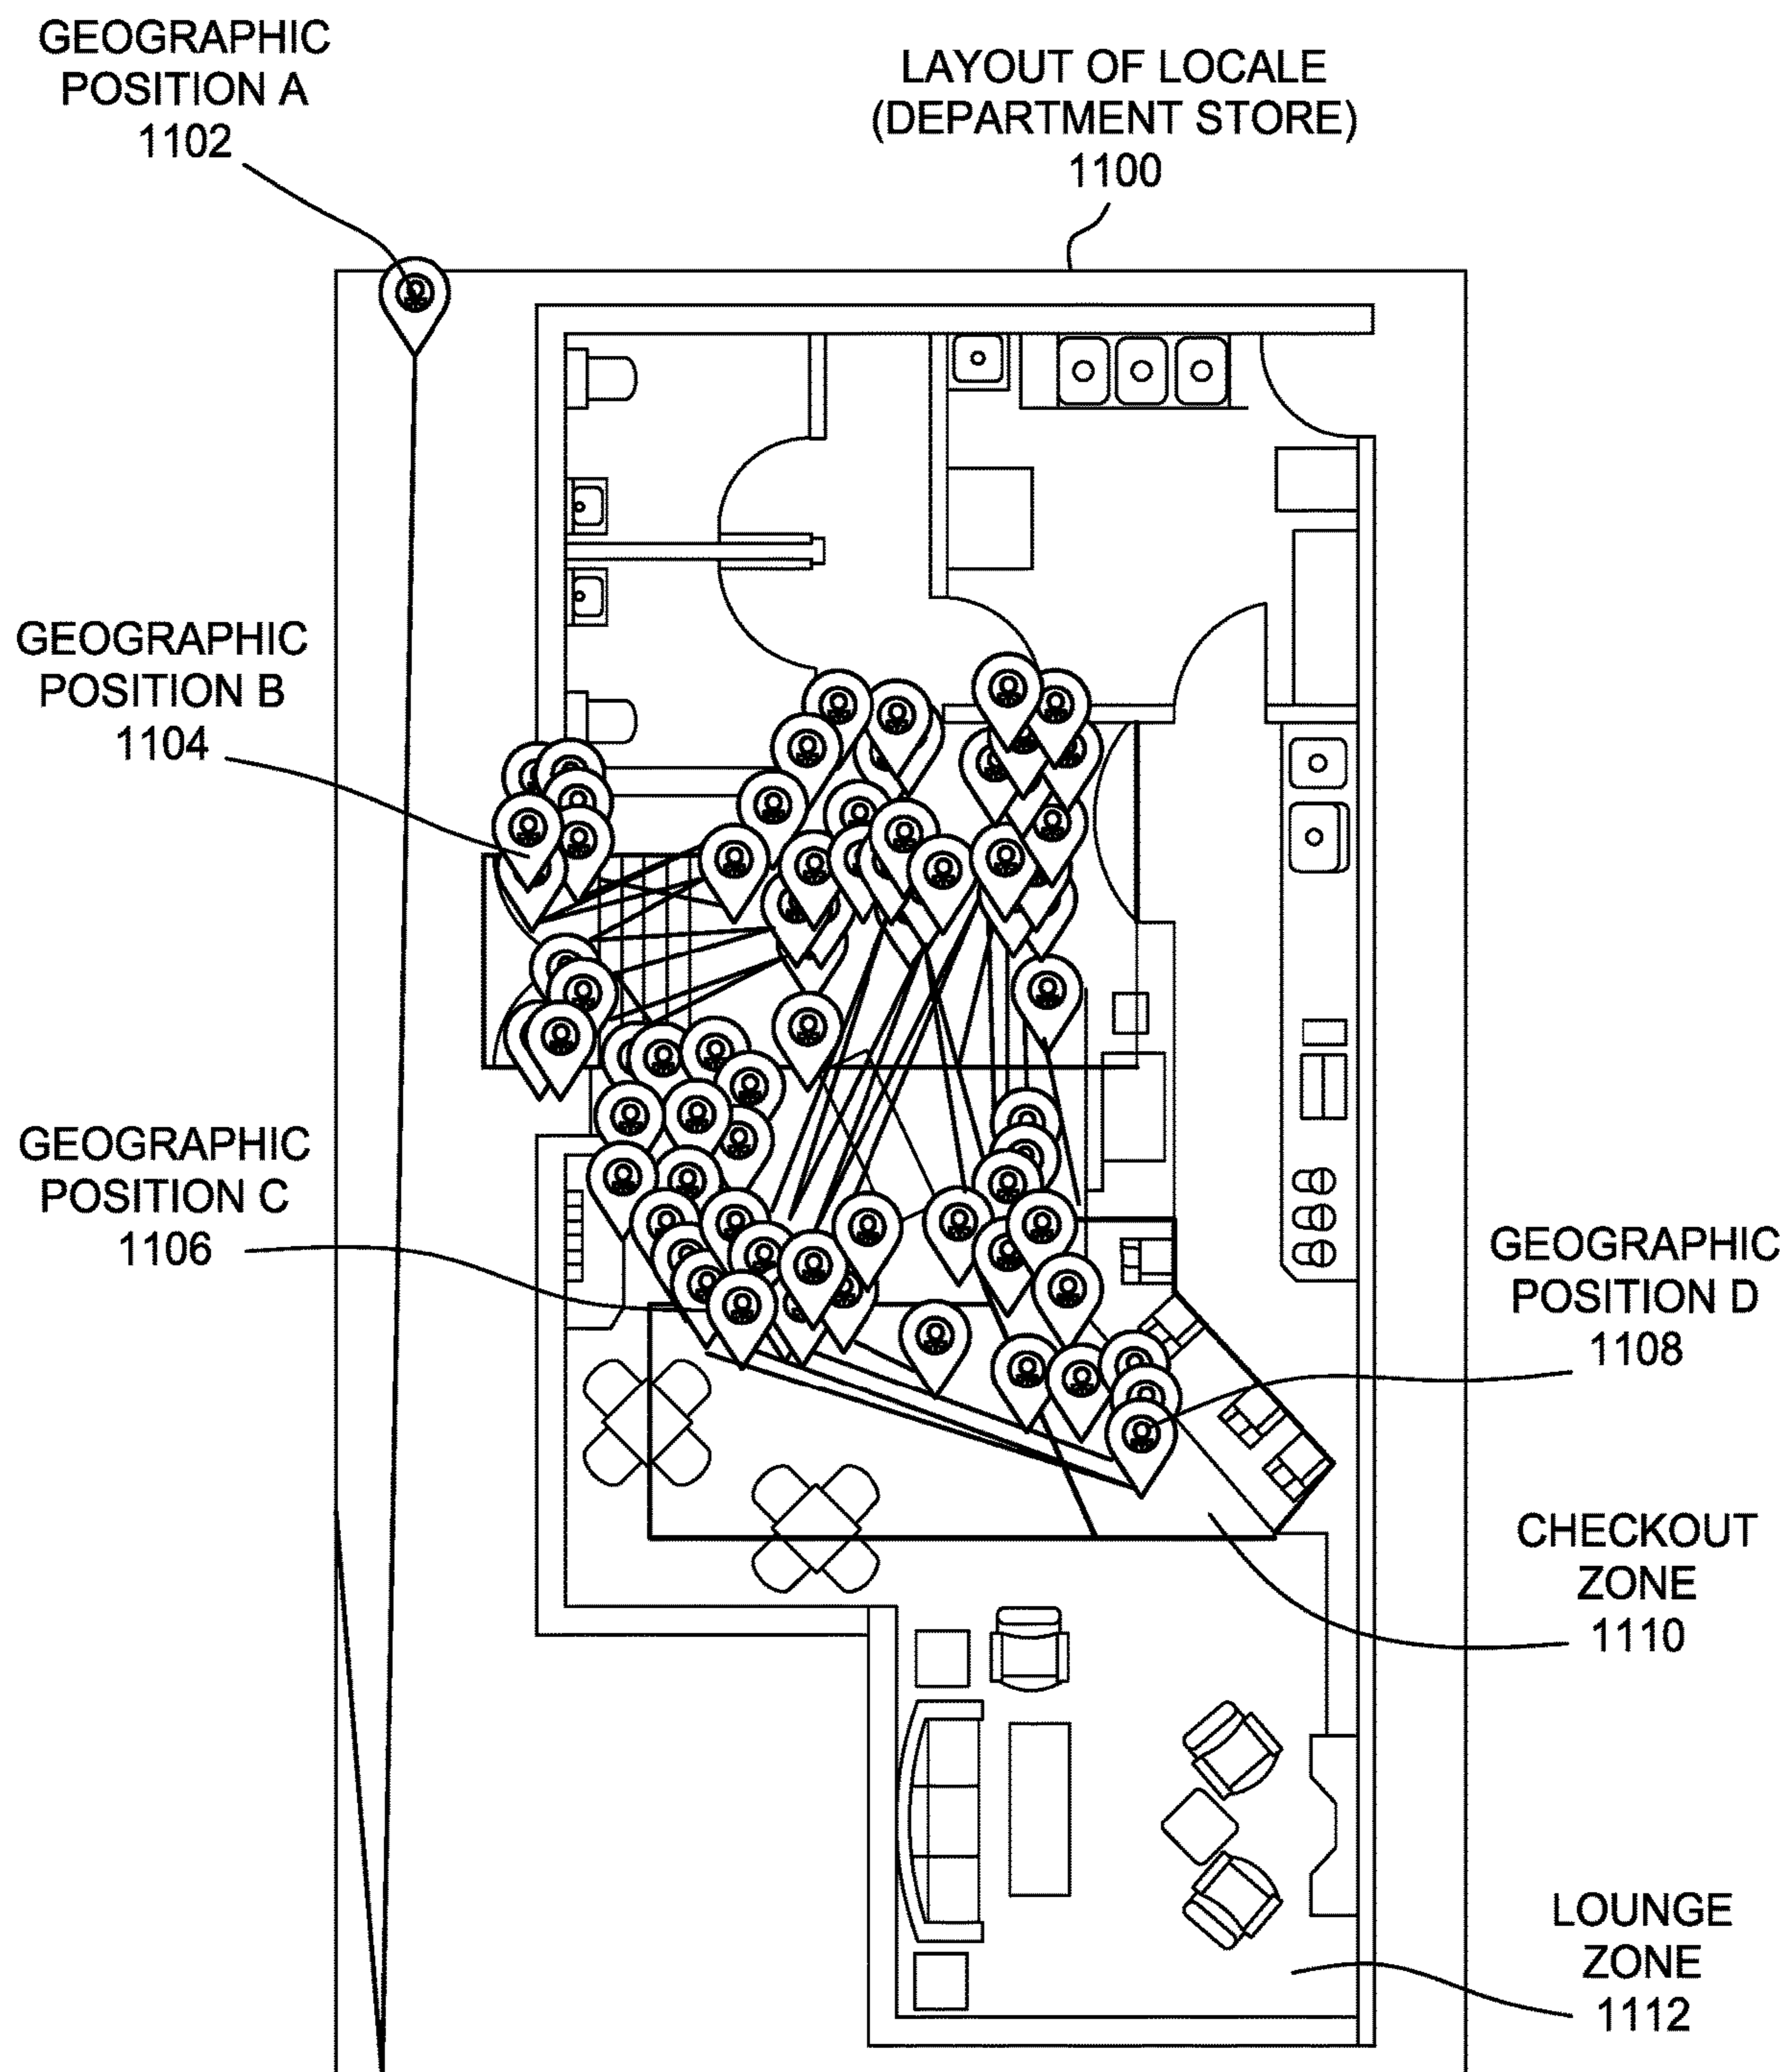 GEOGRAPHIC
POSITION A
1102
LAYOUT OF LOCALE
(DEPARTMENT STORE)
1100
GEOGRAPHIC
POSITION B
1104
GEOGRAPHIC
POSITION C
1106
GEOGRAPHIC
POSITION D
1108
CHECKOUT
ZONE
1110
LOUNGE
ZONE
1112